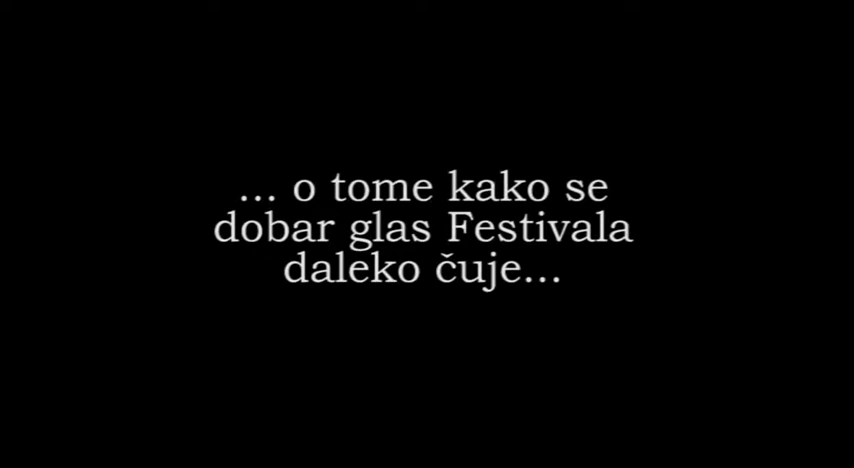 ... o tome kako se
dobar glas Festivala
daleko čuje...